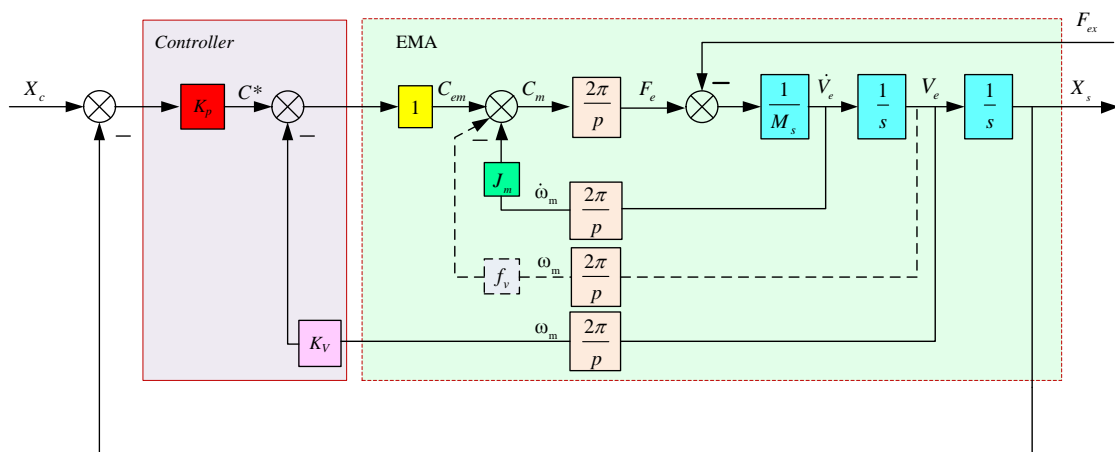 Controller
EMA
F_ex
X_c
K_p
C*
1
C_em
C_m
2π/p
F_e
1/M_s
V̇_e
1/s
V_e
1/s
X_s
−
−
−
−
J_m
ω̇_m
2π/p
f_v
ω_m
2π/p
K_V
ω_m
2π/p